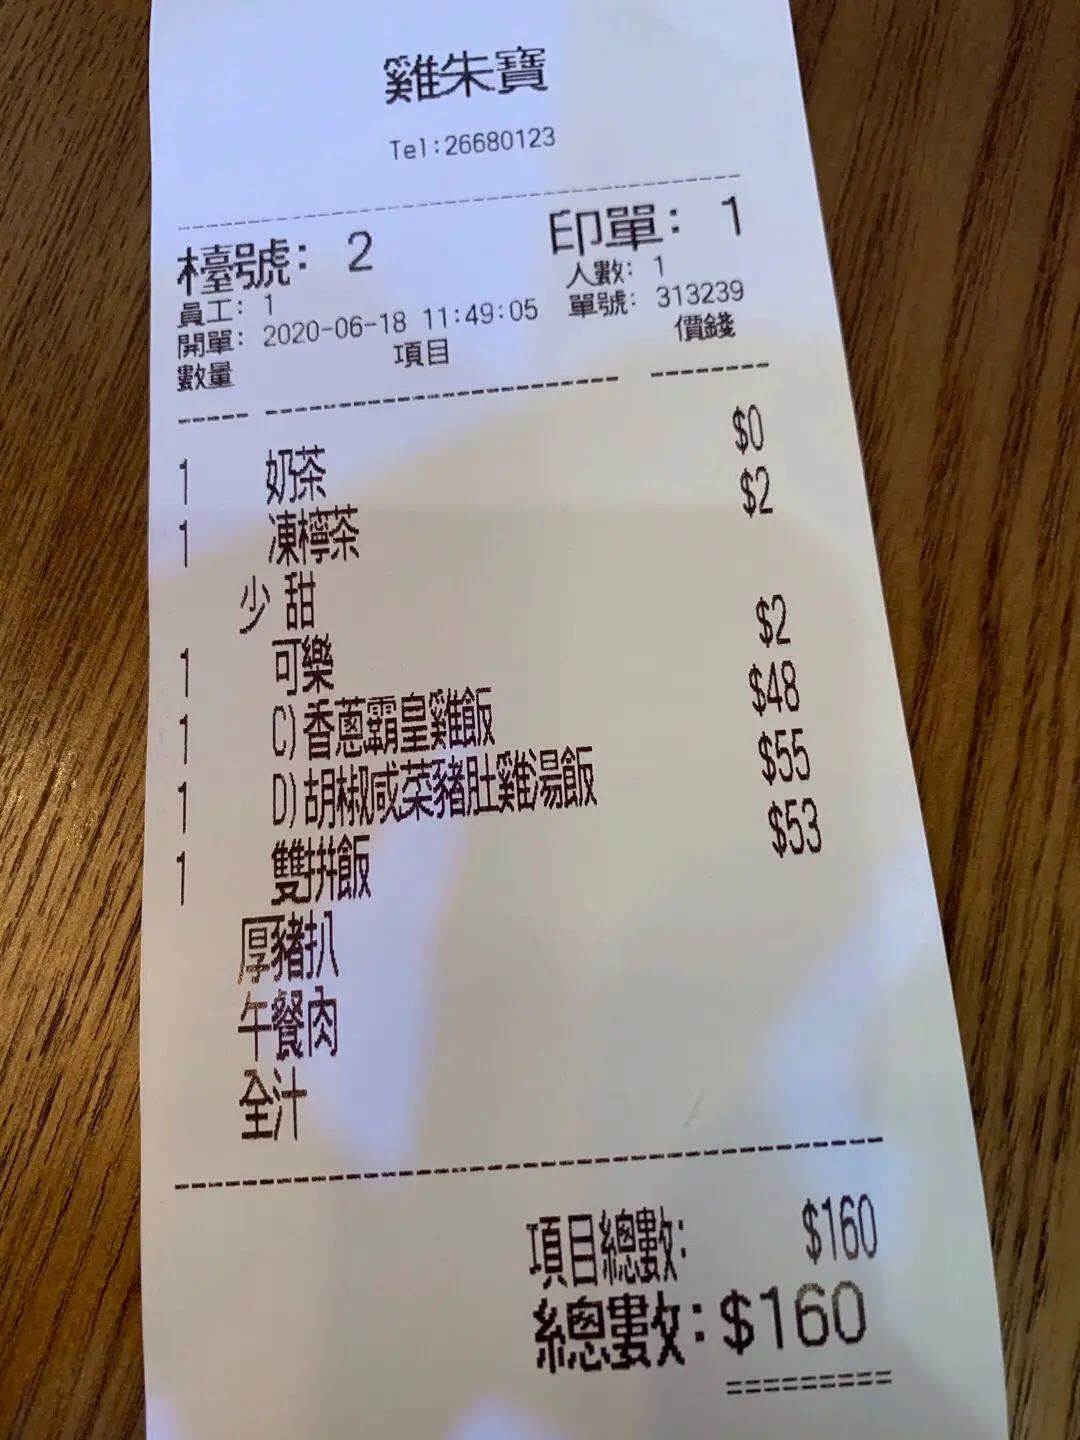 雞朱寶
Tel:26680123
檯號: 2 印單: 1
員工: 1 人數: 1
開單: 2020-06-18 11:49:05 單號: 313239
數量 項目 價錢
1 奶茶 $0
1 凍檸茶 $2
少甜
1 可樂 $2
1 C)香蔥霸皇雞飯 $48
1 D)胡椒咸菜豬肚雞湯飯 $55
1 雙拼飯 $53
厚豬扒
午餐肉
全汁
項目總數: $160
總數:$160
=========